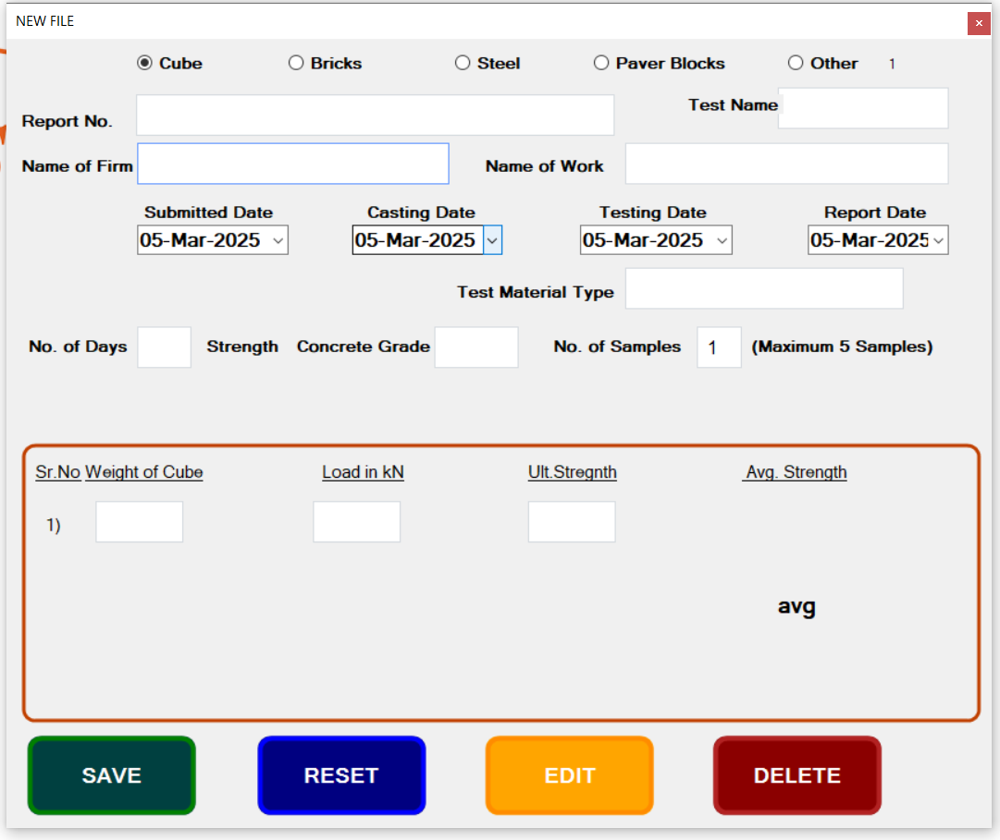 NEW FILE
Cube Bricks Steel Paver Blocks Other 1
Report No. Test Name
Name of Firm Name of Work
Submitted Date Casting Date Testing Date Report Date
05-Mar-2025 05-Mar-2025 05-Mar-2025 05-Mar-2025
Test Material Type
No. of Days Strength Concrete Grade No. of Samples 1 (Maximum 5 Samples)
Sr.No Weight of Cube Load in kN Ult.Stregnth Avg. Strength
1)
avg
SAVE RESET EDIT DELETE